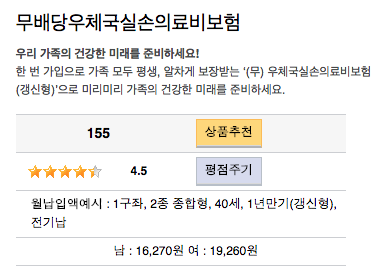 무배당우체국실손의료비보험
우리 가족의 건강한 미래를 준비하세요!
한 번 가입으로 가족 모두 평생, 알차게 보장받는 '(무) 우체국실손의료비보험
(갱신형)'으로 미리미리 가족의 건강한 미래를 준비하세요.
155 상품추천
4.5 평점주기
월납입액예시 : 1구좌, 2종 종합형, 40세, 1년만기(갱신형),
전기납
남 : 16,270원 여 : 19,260원